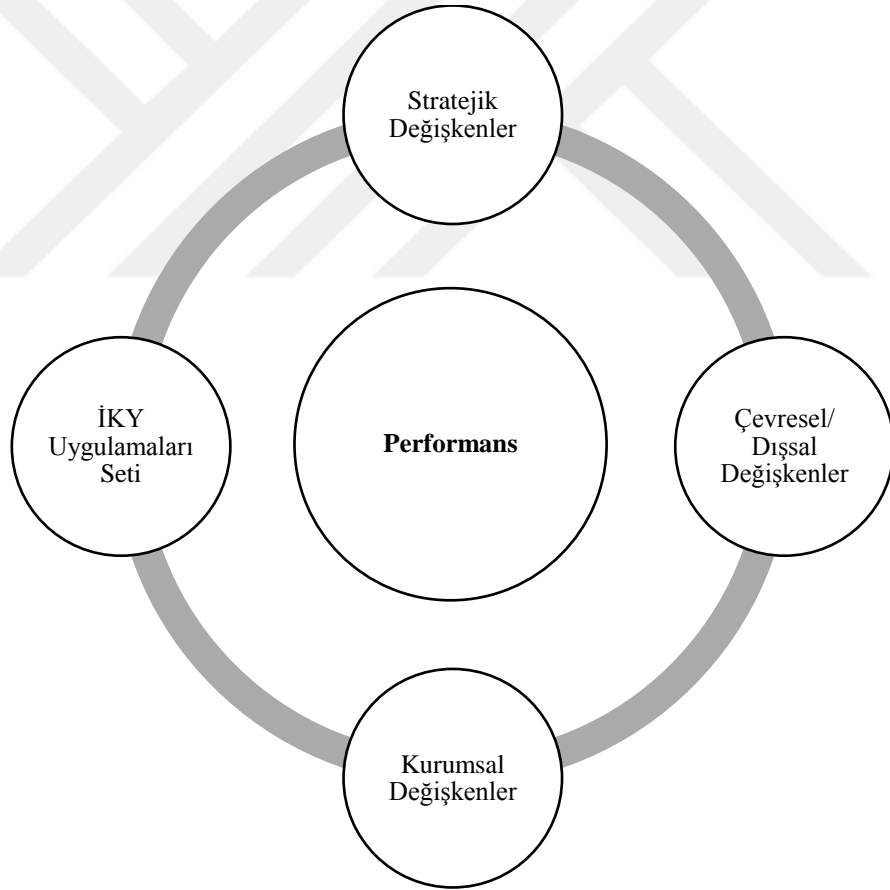 Stratejik
Değişkenler
İKY
Uygulamaları
Seti
Performans
Çevresel/
Dışsal
Değişkenler
Kurumsal
Değişkenler